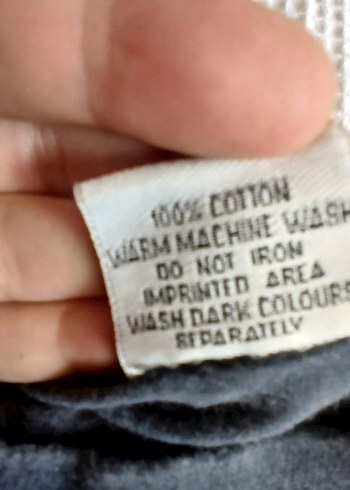 100% COTTON
WARM MACHINE WASH
DO NOT IRON
IMPRINTED AREA
WASH DARK COLOURS
SEPARATELY